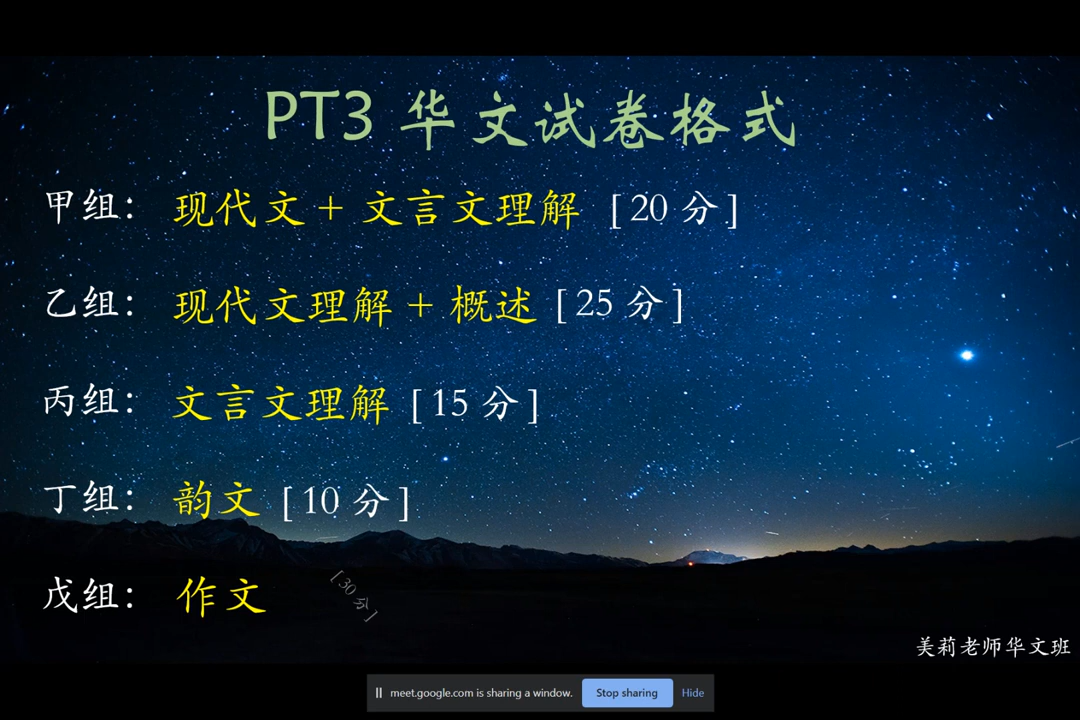 PT3 华文试卷格式
甲组： 现代文 + 文言文理解 [ 20 分 ]
乙组： 现代文理解 + 概述 [ 25 分 ]
丙组： 文言文理解 [ 15 分 ]
丁组： 韵文 [ 10 分 ]
戊组： 作文 [ 30 分 ]
美莉老师华文班
meet.google.com is sharing a window. Stop sharing Hide